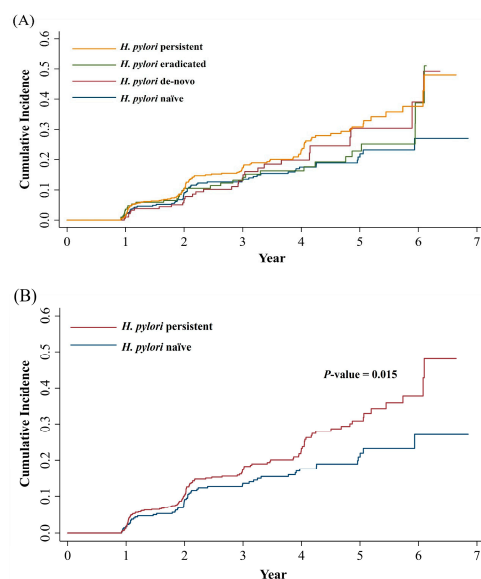 (A)
H. pylori persistent
H. pylori eradicated
H. pylori de-novo
H. pylori naïve
Cumulative Incidence
0.6
0.5
0.4
0.3
0.2
0.1
0.0
0 1 2 3 4 5 6 7
Year
(B)
H. pylori persistent
H. pylori naïve
P-value = 0.015
Cumulative Incidence
0.6
0.5
0.4
0.3
0.2
0.1
0.0
0 1 2 3 4 5 6 7
Year